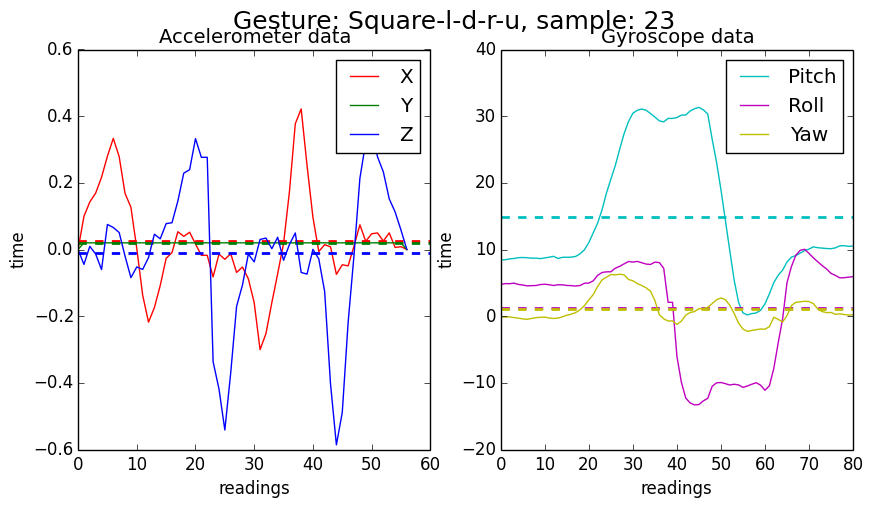 Gesture: Square-l-d-r-u, sample: 23
Accelerometer data
0.6
0.4
0.2
0.0
−0.2
−0.4
−0.6
time
0 10 20 30 40 50 60
readings
X
Y
Z
Gyroscope data
40
30
20
10
0
−10
−20
time
0 10 20 30 40 50 60 70 80
readings
Pitch
Roll
Yaw